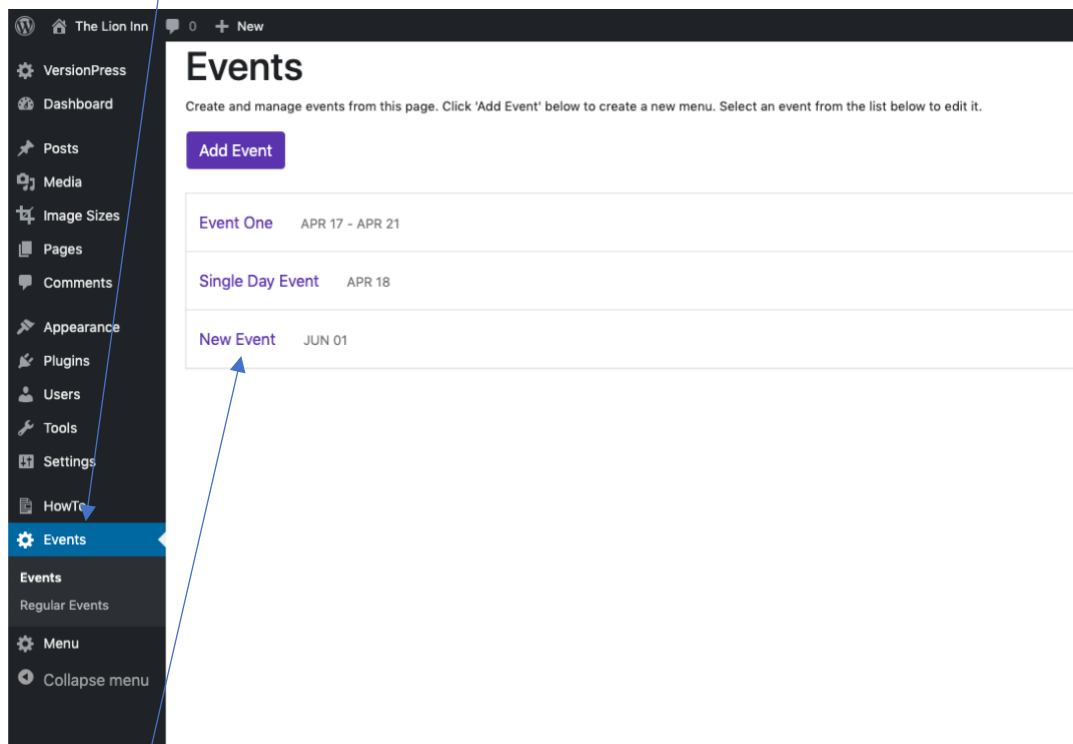 The Lion Inn 0 + New
VersionPress
Dashboard
Posts
Media
Image Sizes
Pages
Comments
Appearance
Plugins
Users
Tools
Settings
HowTo
Events
Events
Regular Events
Menu
Collapse menu
Events
Create and manage events from this page. Click 'Add Event' below to create a new menu. Select an event from the list below to edit it.
Add Event
Event One APR 17 - APR 21
Single Day Event APR 18
New Event JUN 01